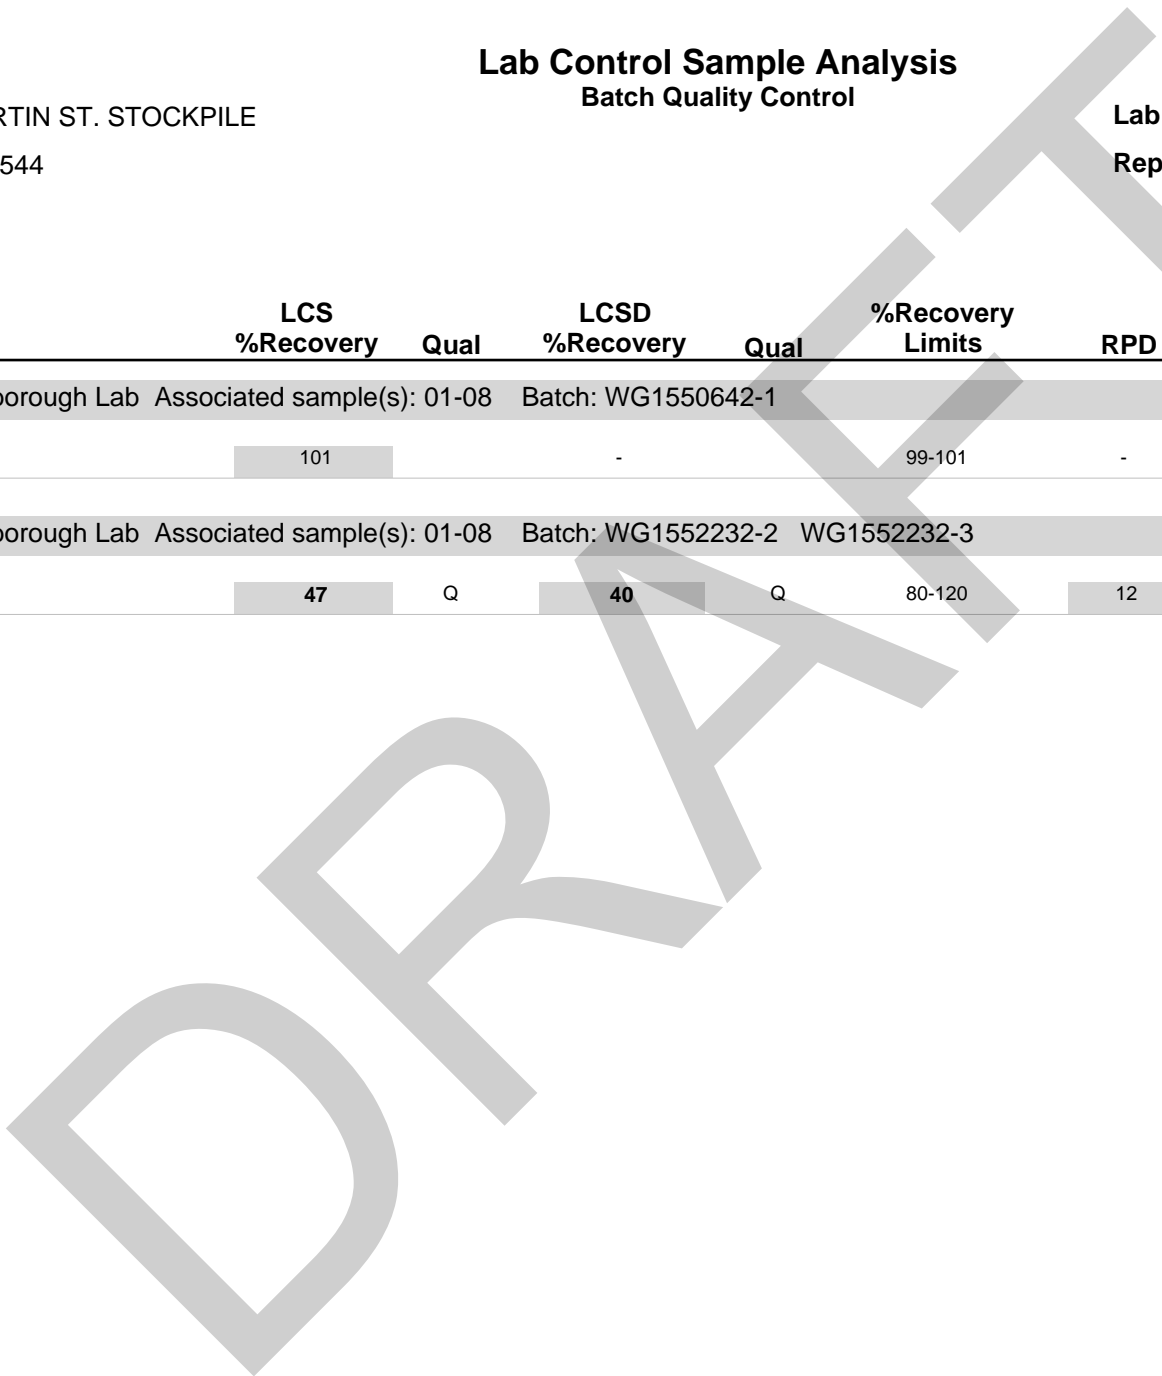 Lab Control Sample Analysis
Batch Quality Control
RTIN ST. STOCKPILE
Lab
544
Rep
LCS %Recovery Qual LCSD %Recovery Qual %Recovery Limits RPD
borough Lab Associated sample(s): 01-08 Batch: WG1550642-1
101 - 99-101 -
borough Lab Associated sample(s): 01-08 Batch: WG1552232-2 WG1552232-3
47 Q 40 Q 80-120 12
DRAFT